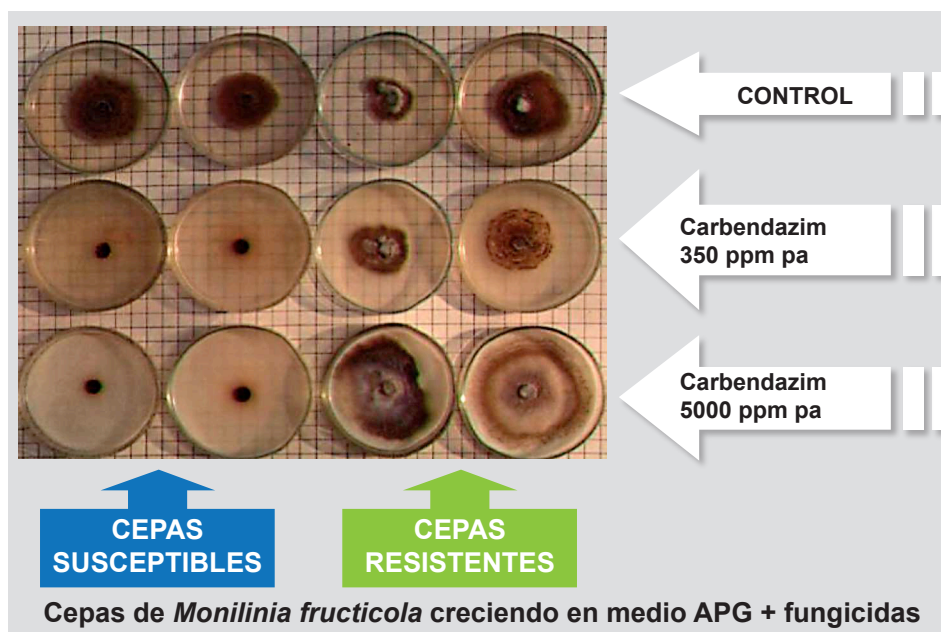 CONTROL
Carbendazim
350 ppm pa
Carbendazim
5000 ppm pa
CEPAS
SUSCEPTIBLES
CEPAS
RESISTENTES
Cepas de Monilinia fructicola creciendo en medio APG + fungicidas